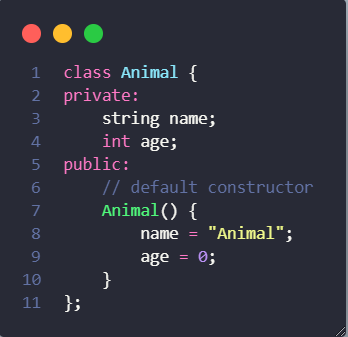 1 class Animal {
2 private:
3     string name;
4     int age;
5 public:
6     // default constructor
7     Animal() {
8         name = "Animal";
9         age = 0;
10     }
11 };